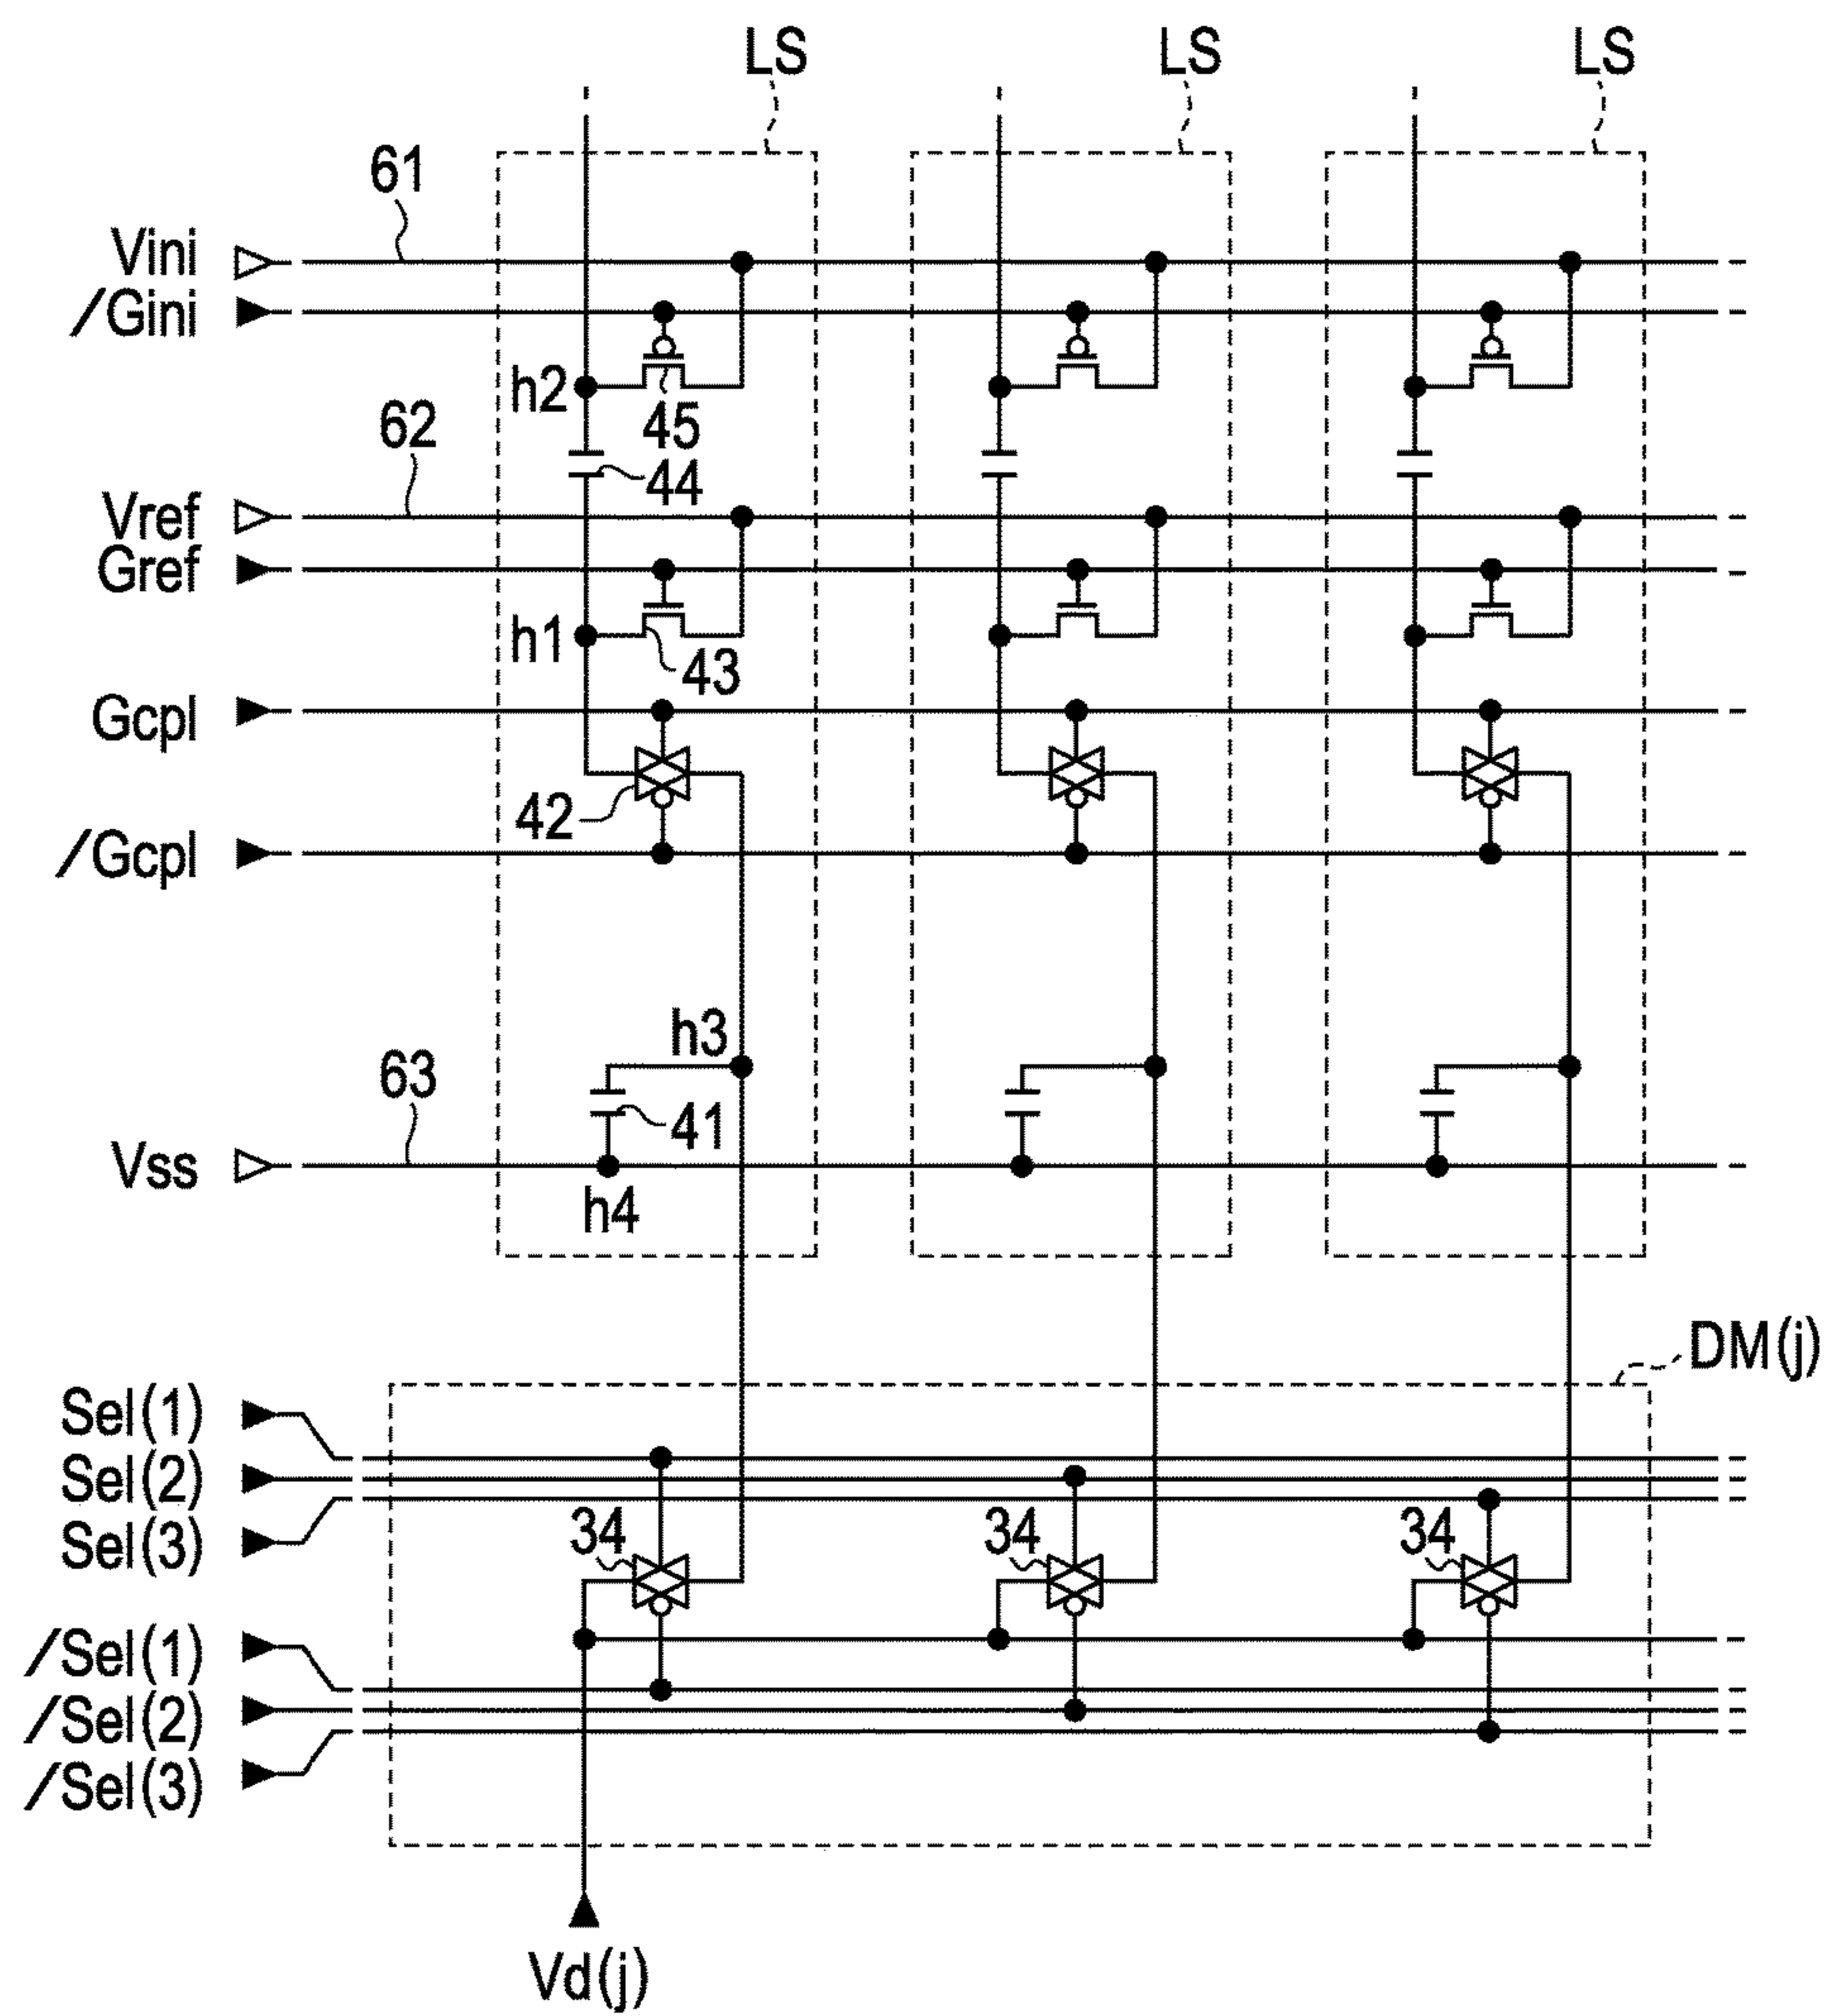 LS LS LS
61
Vini
/Gini
h2
45
62
44
Vref
Gref
h1
43
Gcpl
42
/Gcpl
h3
63
41
Vss
h4
DM(j)
Sel(1)
Sel(2)
34 34 34
Sel(3)
/Sel(1)
/Sel(2)
/Sel(3)
Vd(j)